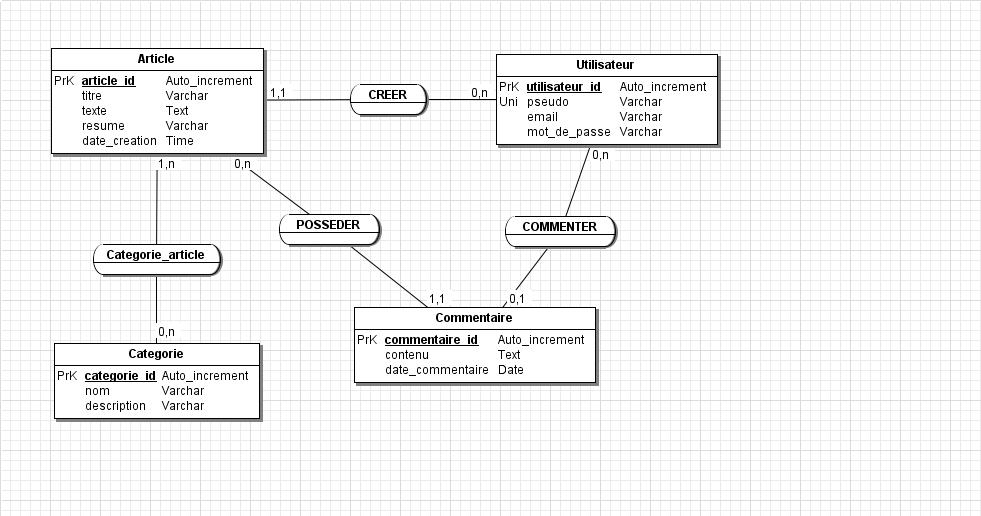 Article
PrK article_id Auto_increment
titre Varchar
texte Text
resume Varchar
date_creation Time
1,1
CREER
0,n
Utilisateur
PrK utilisateur_id Auto_increment
Uni pseudo Varchar
email Varchar
mot_de_passe Varchar
1,n
0,n
0,n
POSSEDER
COMMENTER
Categorie_article
1,1
0,1
0,n
Commentaire
PrK commentaire_id Auto_increment
contenu Text
date_commentaire Date
Categorie
PrK categorie_id Auto_increment
nom Varchar
description Varchar